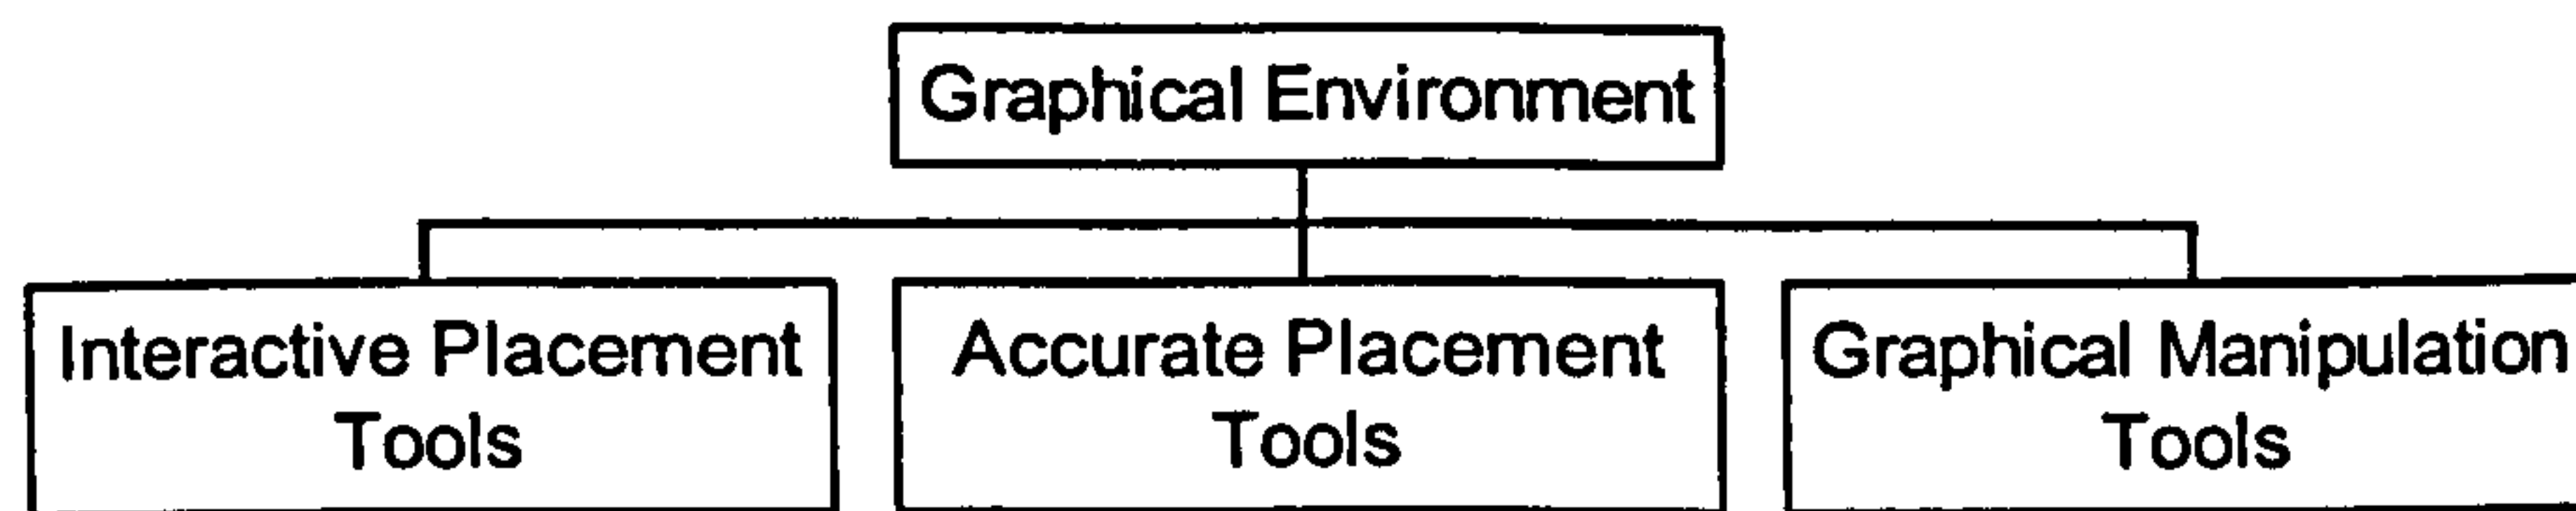 Graphical Environment
Interactive Placement
Tools
Accurate Placement
Tools
Graphical Manipulation
Tools